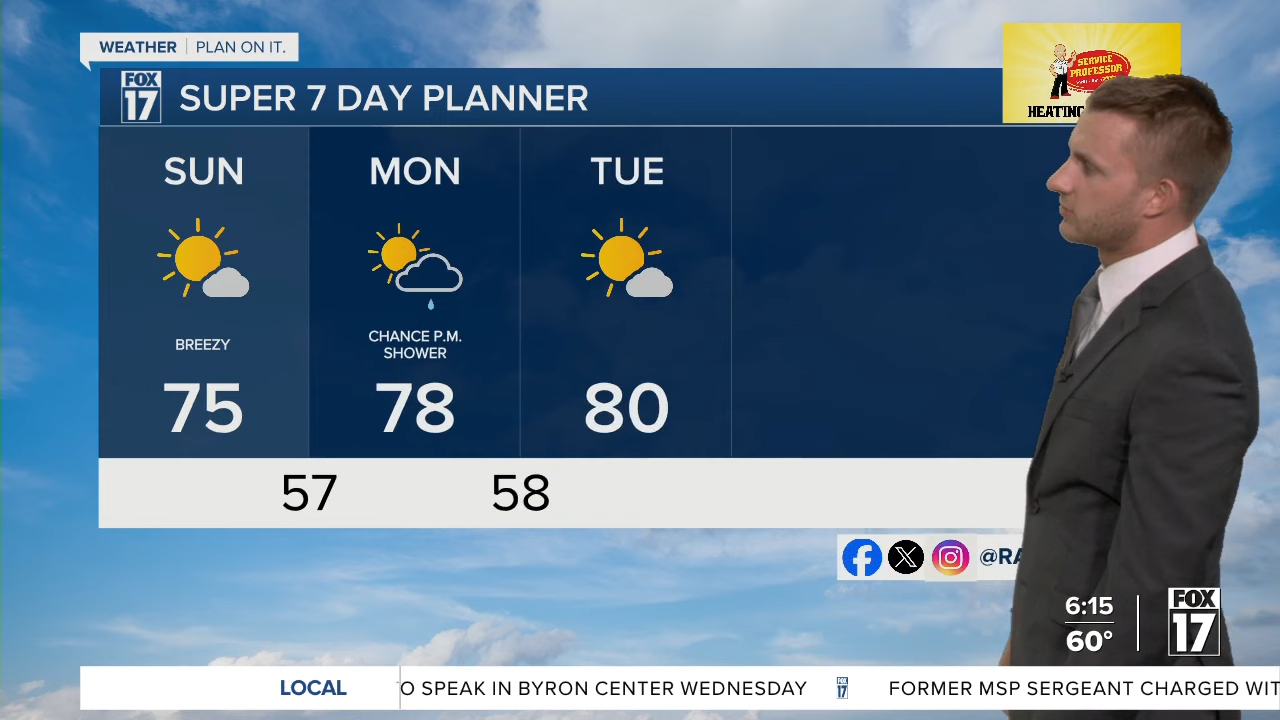 WEATHER | PLAN ON IT.
FOX 17
SUPER 7 DAY PLANNER
SERVICE PROFESSOR
HEATING
SUN
MON
TUE
BREEZY
CHANCE P.M. SHOWER
75
78
80
57
58
6:15
60°
FOX 17
LOCAL
SPEAK IN BYRON CENTER WEDNESDAY
FOX 17
FORMER MSP SERGEANT CHARGED